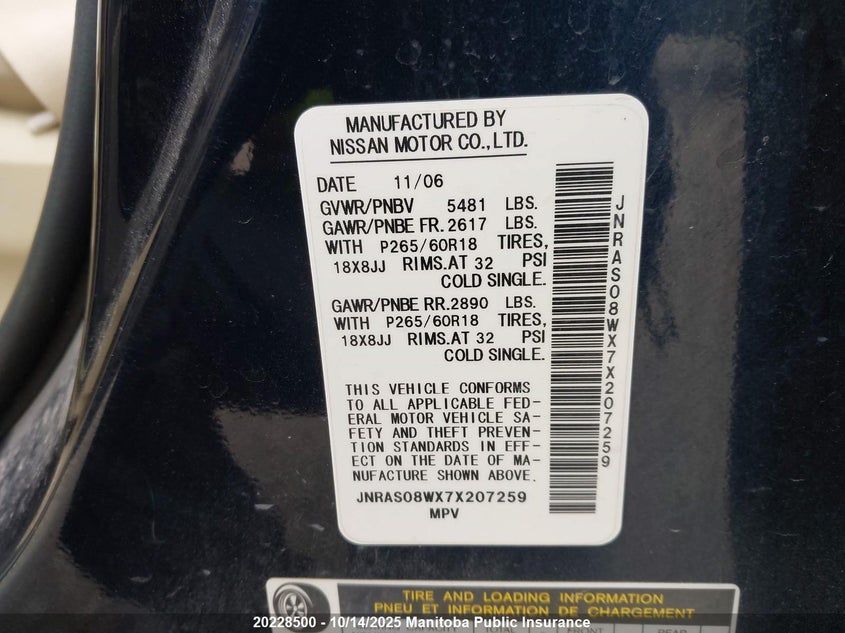 MANUFACTURED BY
NISSAN MOTOR CO.,LTD.
DATE 11/06
GVWR/PNBV 5481 LBS.
GAWR/PNBE FR. 2617 LBS.
WITH P265/60R18 TIRES,
18X8JJ RIMS.AT 32 PSI
COLD SINGLE.
GAWR/PNBE RR. 2890 LBS.
WITH P265/60R18 TIRES,
18X8JJ RIMS.AT 32 PSI
COLD SINGLE.
THIS VEHICLE CONFORMS
TO ALL APPLICABLE FED-
ERAL MOTOR VEHICLE SA-
FETY AND THEFT PREVEN-
TION STANDARDS IN EFF-
ECT ON THE DATE OF MA-
NUFACTURE SHOWN ABOVE.
JNRAS08WX7X207259
MPV
JNRAS08WX7X207259
TIRE AND LOADING INFORMATION
PNEU ET INFORMATION DE CHARGEMENT
20228500 - 10/14/2025 Manitoba Public Insurance